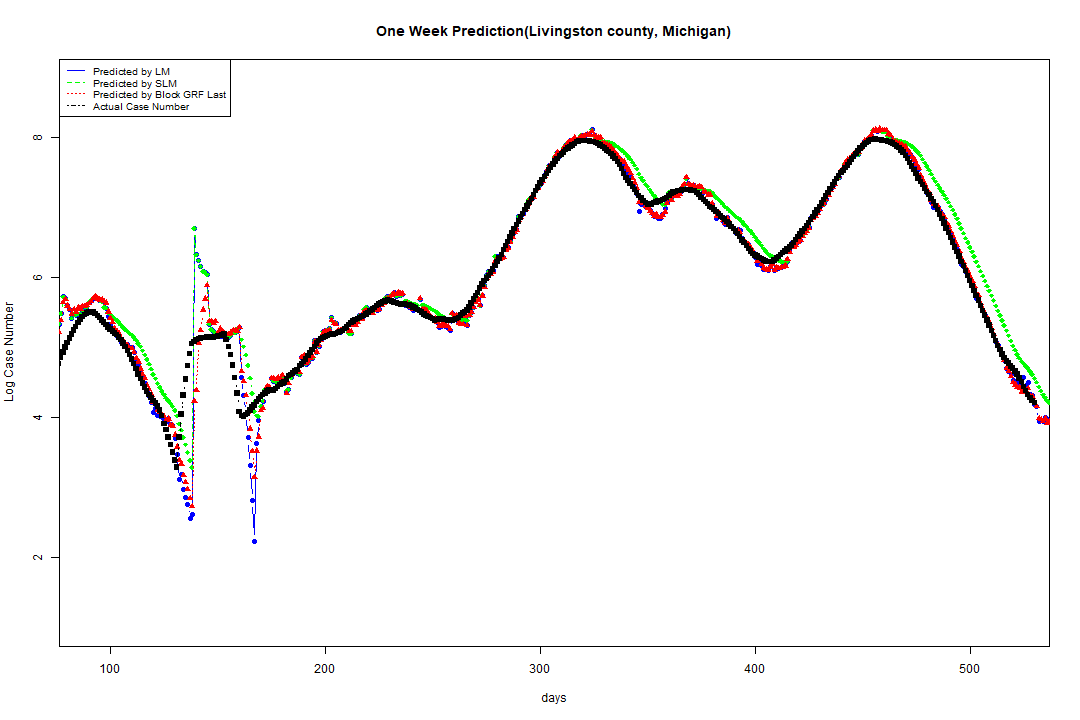 One Week Prediction(Livingston county, Michigan)
Predicted by LM
Predicted by SLM
Predicted by Block GRF Last
Actual Case Number
8
6
4
2
Log Case Number
100 200 300 400 500
days